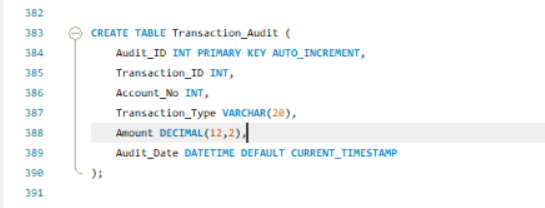 382
383 CREATE TABLE Transaction_Audit (
384 Audit_ID INT PRIMARY KEY AUTO_INCREMENT,
385 Transaction_ID INT,
386 Account_No INT,
387 Transaction_Type VARCHAR(20),
388 Amount DECIMAL(12,2),
389 Audit_Date DATETIME DEFAULT CURRENT_TIMESTAMP
390 );
391